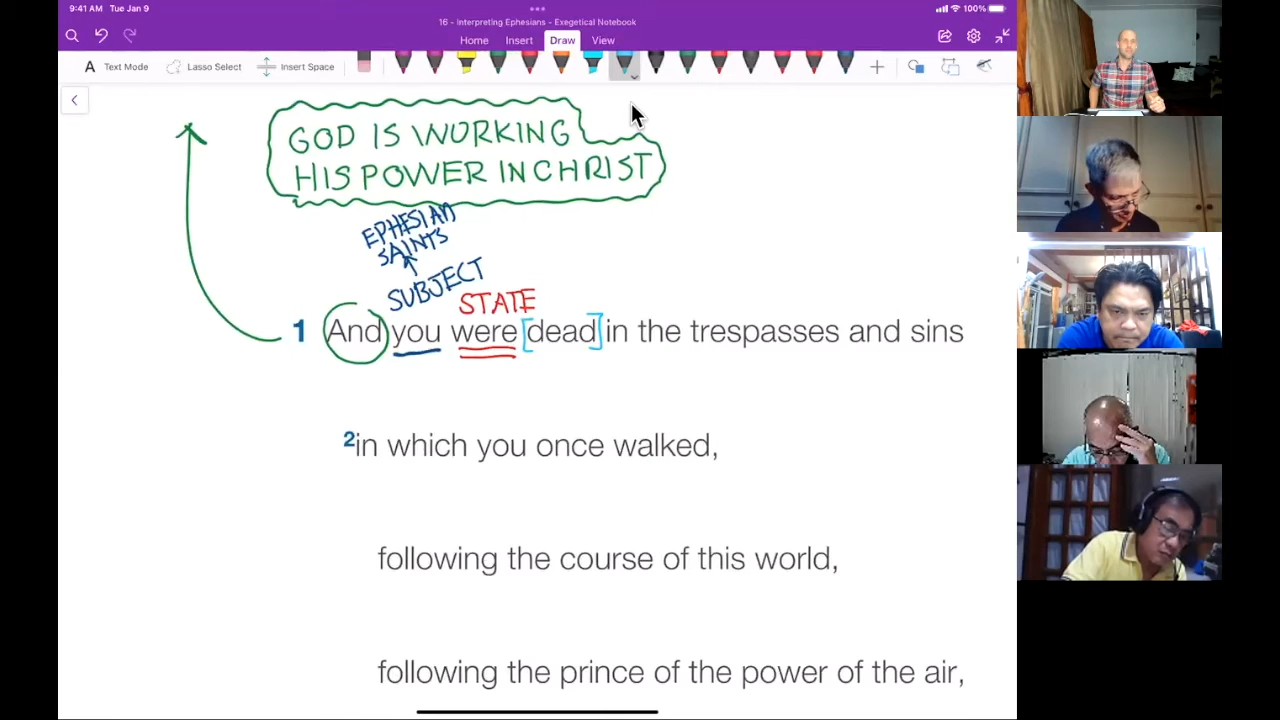 9:41 AM Tue Jan 9
100%
16 - Interpreting Ephesians - Exegetical Notebook
Home Insert Draw View
A Text Mode Lasso Select Insert Space
GOD IS WORKING
HIS POWER IN CHRIST
EPHESIAN
SAINTS
SUBJECT
STATE
1 And you were [dead] in the trespasses and sins
2in which you once walked,
following the course of this world,
following the prince of the power of the air,